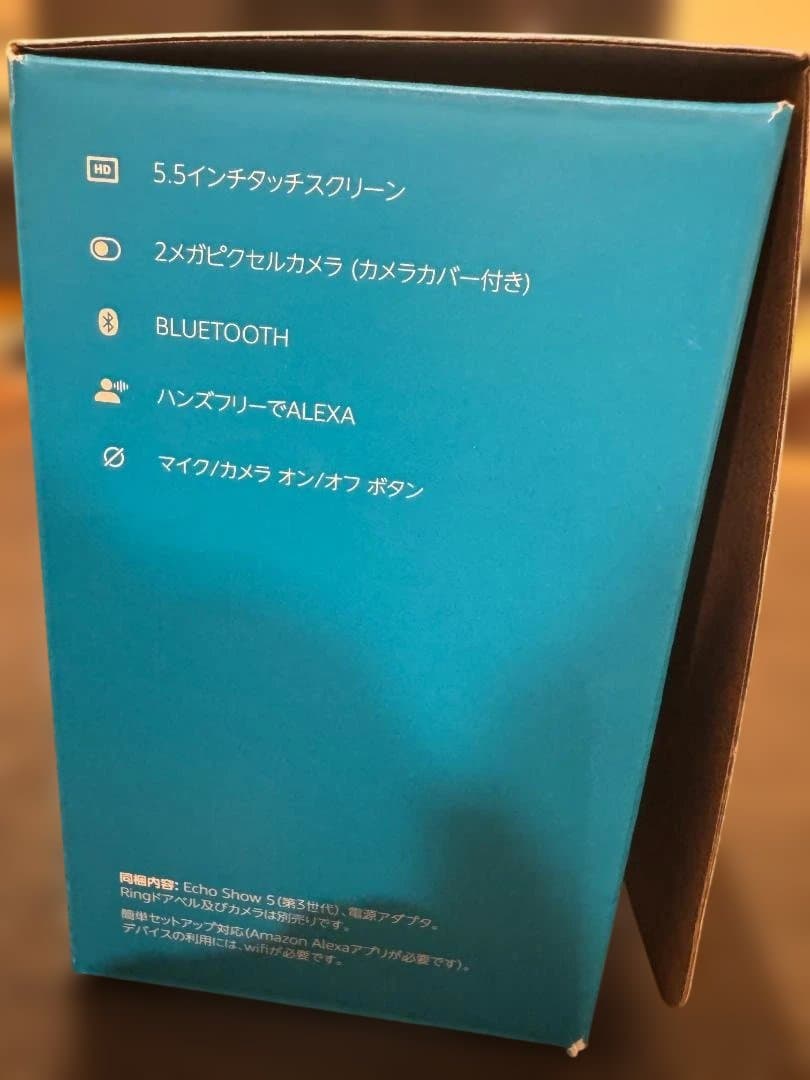 HD
5.5インチタッチスクリーン
2メガピクセルカメラ (カメラカバー付き)
BLUETOOTH
ハンズフリーでALEXA
マイク/カメラ オン/オフ ボタン
同梱内容: Echo Show 5(第3世代)、電源アダプタ。
Ringドアベル及びカメラは別売りです。
簡単セットアップ対応(Amazon Alexaアプリが必要です)。
デバイスの利用には、wifiが必要です。